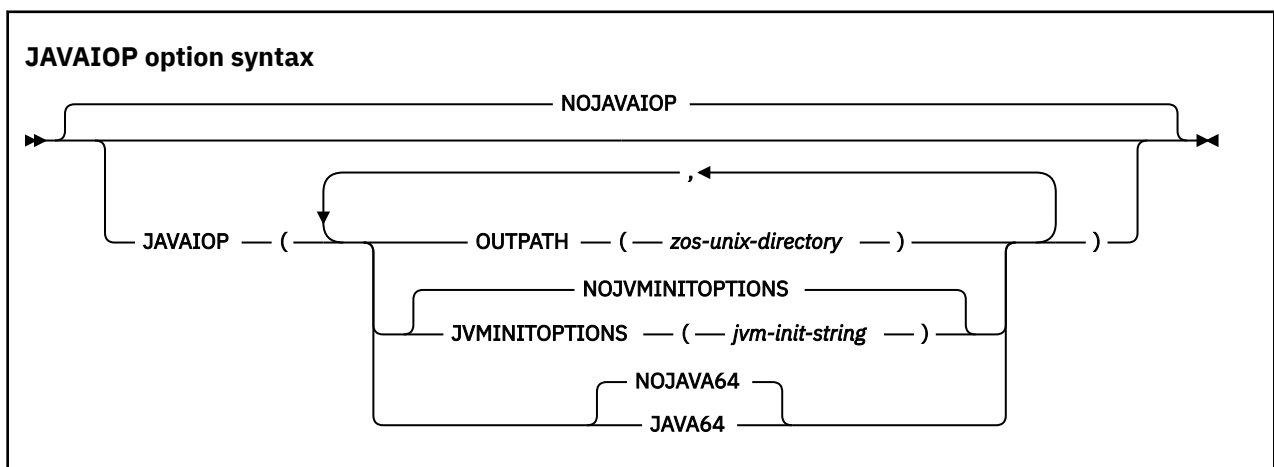 JAVAIOP option syntax
NOJAVAIOP
,
JAVAIOP ( OUTPATH ( zos-unix-directory ) )
NOJVMINITOPTIONS
JVMINITOPTIONS ( jvm-init-string )
NOJAVA64
JAVA64